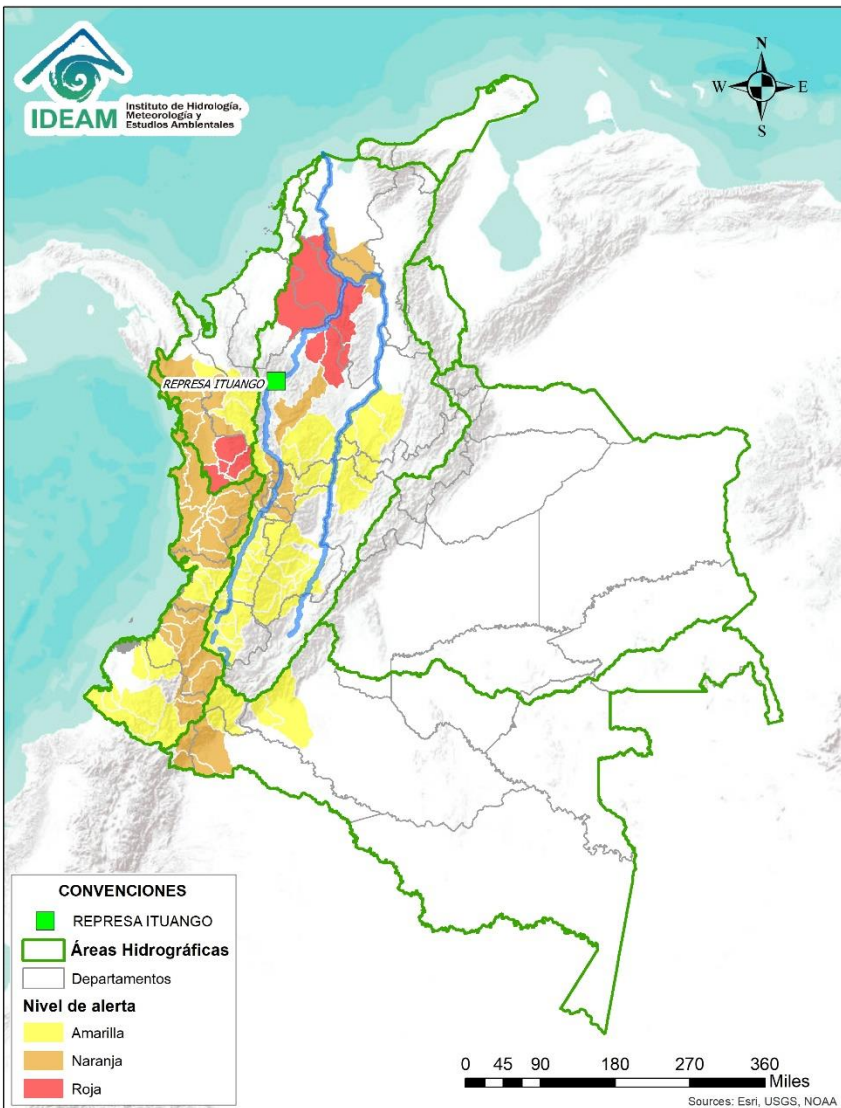 IDEAM
Instituto de Hidrología,
Meteorología y
Estudios Ambientales
N
W
E
S
REPRESA ITUANGO
CONVENCIONES
REPRESA ITUANGO
Áreas Hidrográficas
Departamentos
Nivel de alerta
Amarilla
Naranja
Roja
0 45 90 180 270 360
Miles
Sources: Esri, USGS, NOAA